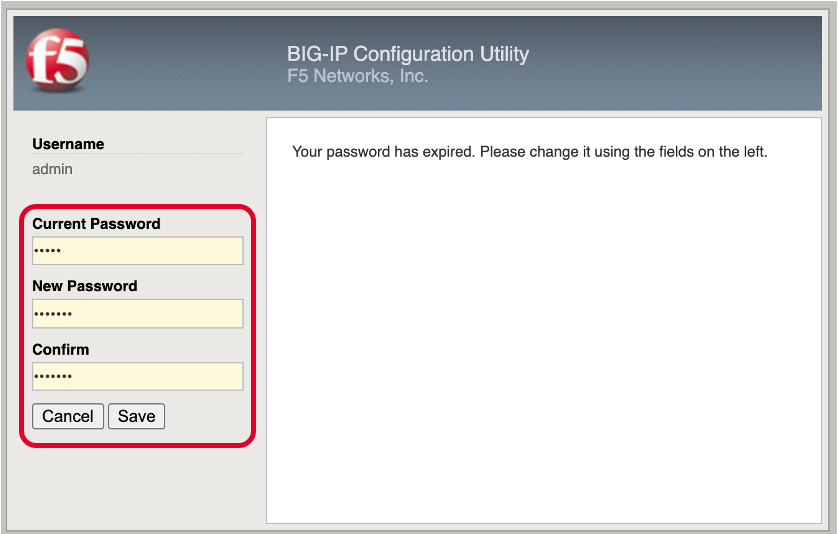 f5
BIG-IP Configuration Utility
F5 Networks, Inc.
Username
admin
Your password has expired. Please change it using the fields on the left.
Current Password
•••••
New Password
•••••••
Confirm
•••••••
Cancel Save